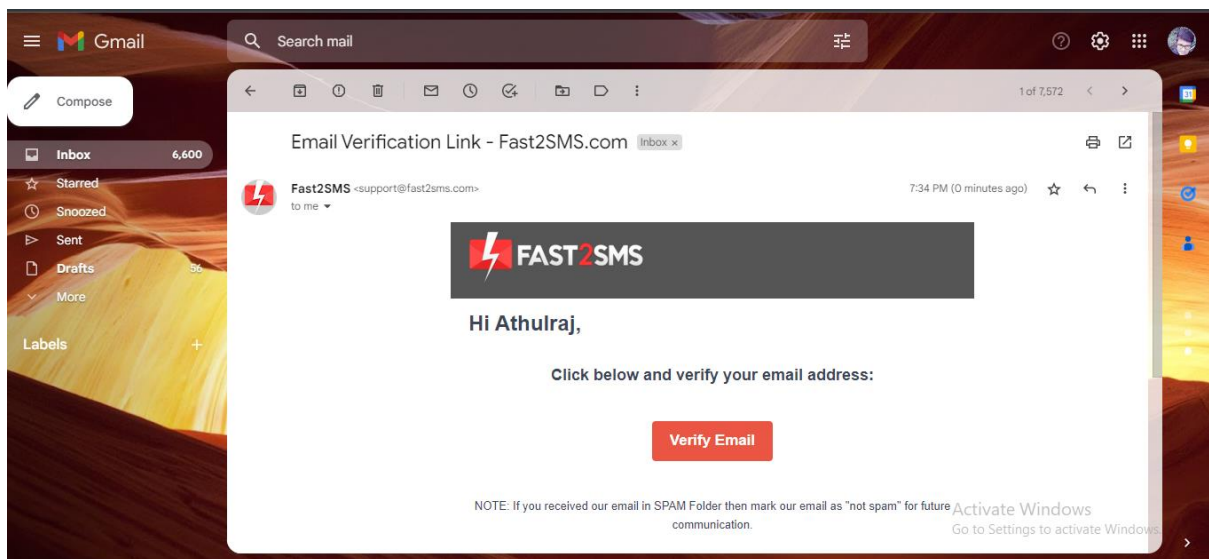 Gmail
Search mail
Compose
1 of 7,572
Inbox 6,600
Starred
Snoozed
Sent
Drafts 56
More
Labels
Email Verification Link - Fast2SMS.com Inbox x
Fast2SMS <support@fast2sms.com> 7:34 PM (0 minutes ago)
to me
FAST2SMS
Hi Athulraj,
Click below and verify your email address:
Verify Email
NOTE: If you received our email in SPAM Folder then mark our email as "not spam" for future
communication.
Activate Windows
Go to Settings to activate Windows.
31